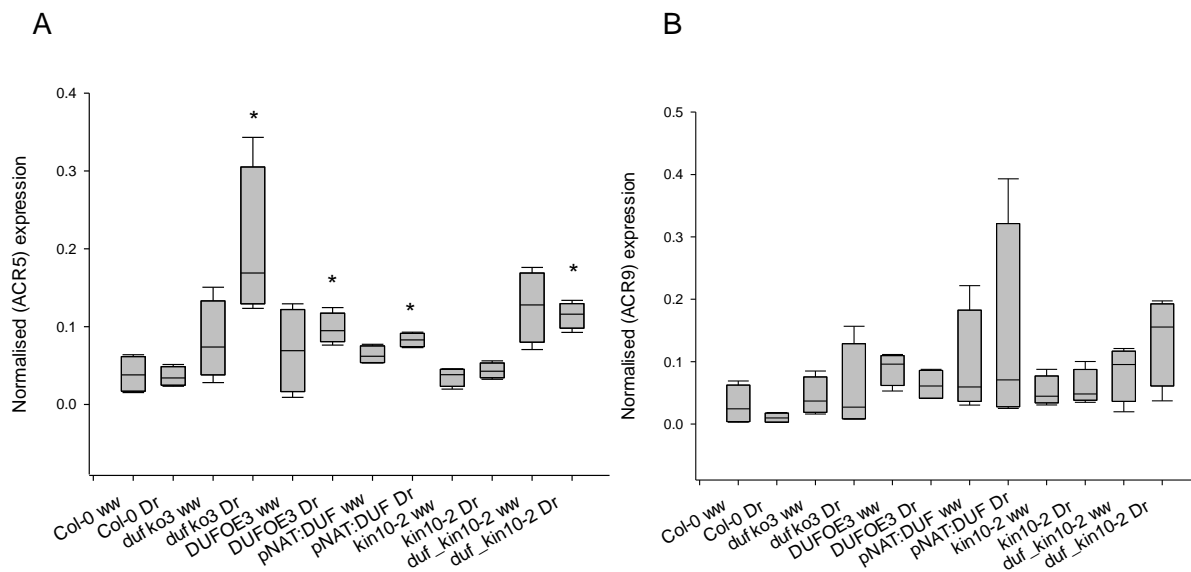 A
B
Normalised (ACR5) expression
0.4
0.3
0.2
0.1
0.0
*
*
*
*
Col-0 ww
Col-0 Dr
duf ko3 ww
duf ko3 Dr
DUFOE3 ww
DUFOE3 Dr
pNAT:DUF ww
pNAT:DUF Dr
kin10-2 ww
kin10-2 Dr
duf_kin10-2 ww
duf_kin10-2 Dr
Normalised (ACR9) expression
0.5
0.4
0.3
0.2
0.1
0.0
Col-0 ww
Col-0 Dr
duf ko3 ww
duf ko3 Dr
DUFOE3 ww
DUFOE3 Dr
pNAT:DUF ww
pNAT:DUF Dr
kin10-2 ww
kin10-2 Dr
duf_kin10-2 ww
duf_kin10-2 Dr